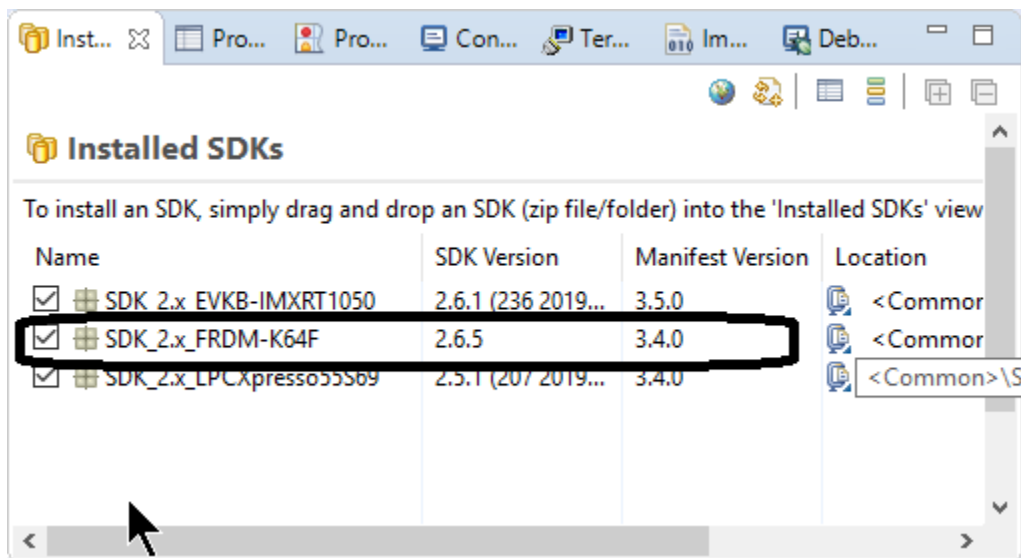 Inst... Pro... Pro... Con... Ter... Im... Deb...
Installed SDKs
To install an SDK, simply drag and drop an SDK (zip file/folder) into the 'Installed SDKs' view
Name SDK Version Manifest Version Location
SDK_2.x_EVKB-IMXRT1050 2.6.1 (236 2019... 3.5.0 <Common
SDK_2.x_FRDM-K64F 2.6.5 3.4.0 <Common
SDK_2.x_LPCXpresso55S69 2.5.1 (207 2019... 3.4.0 <Common>\S